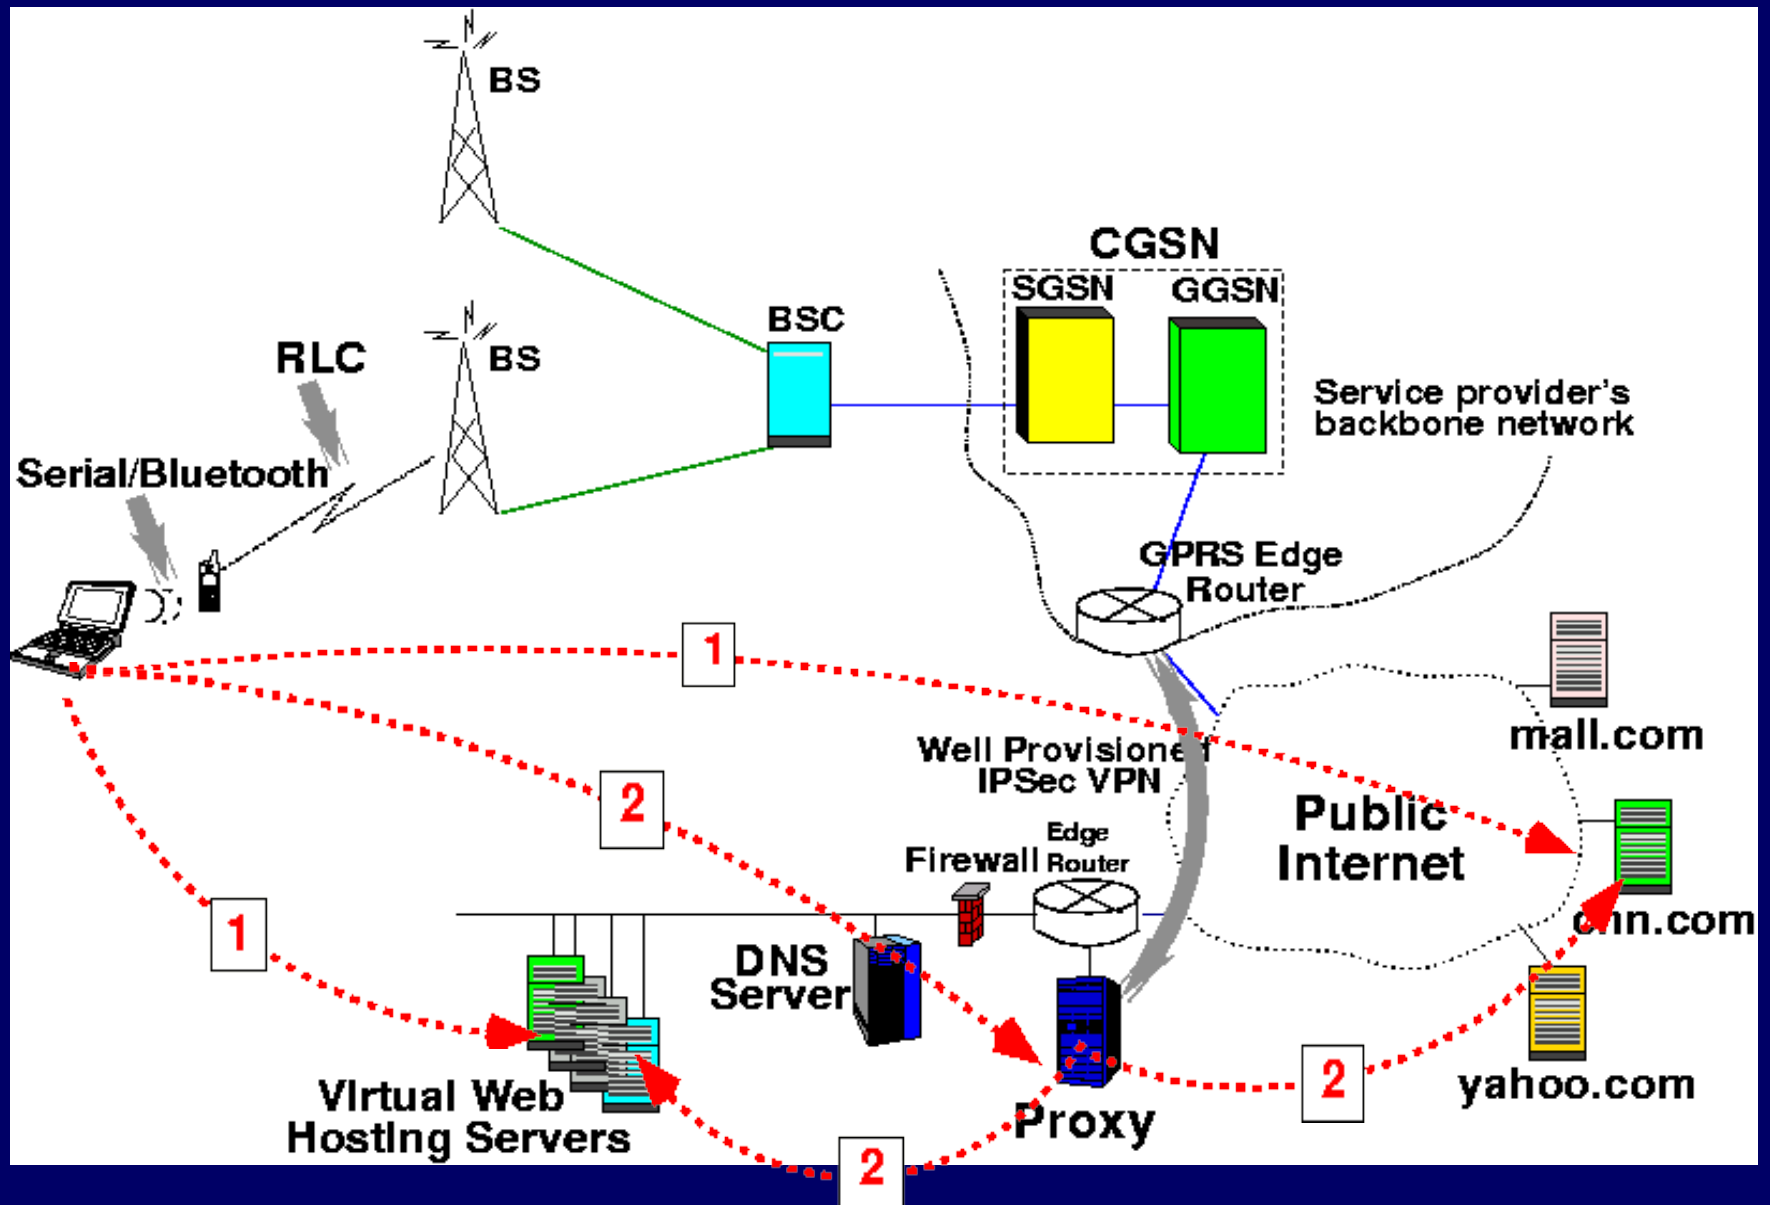 BS
CGSN
SGSN
GGSN
BSC
BS
RLC
Service provider's
backbone network
Serial/Bluetooth
GPRS Edge
Router
1
mall.com
Well Provisioned
IPSec VPN
2
Public
Internet
Edge
Router
Firewall
cnn.com
1
DNS
Server
2
yahoo.com
Virtual Web
Hosting Servers
Proxy
2